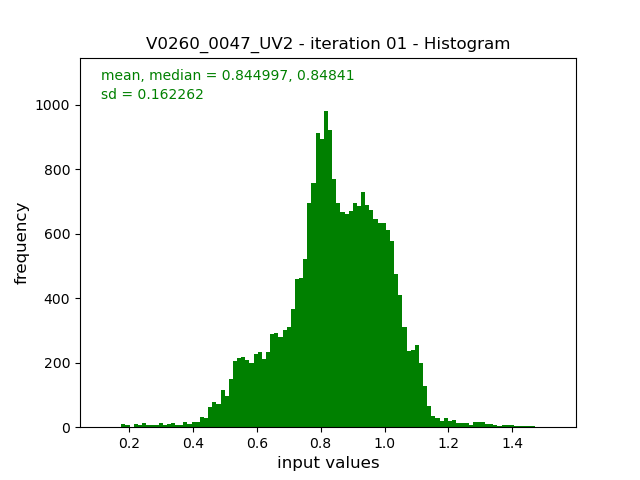 V0260_0047_UV2 - iteration 01 - Histogram
mean, median = 0.844997, 0.84841
sd = 0.162262
1000
800
600
400
200
0
frequency
0.2 0.4 0.6 0.8 1.0 1.2 1.4
input values